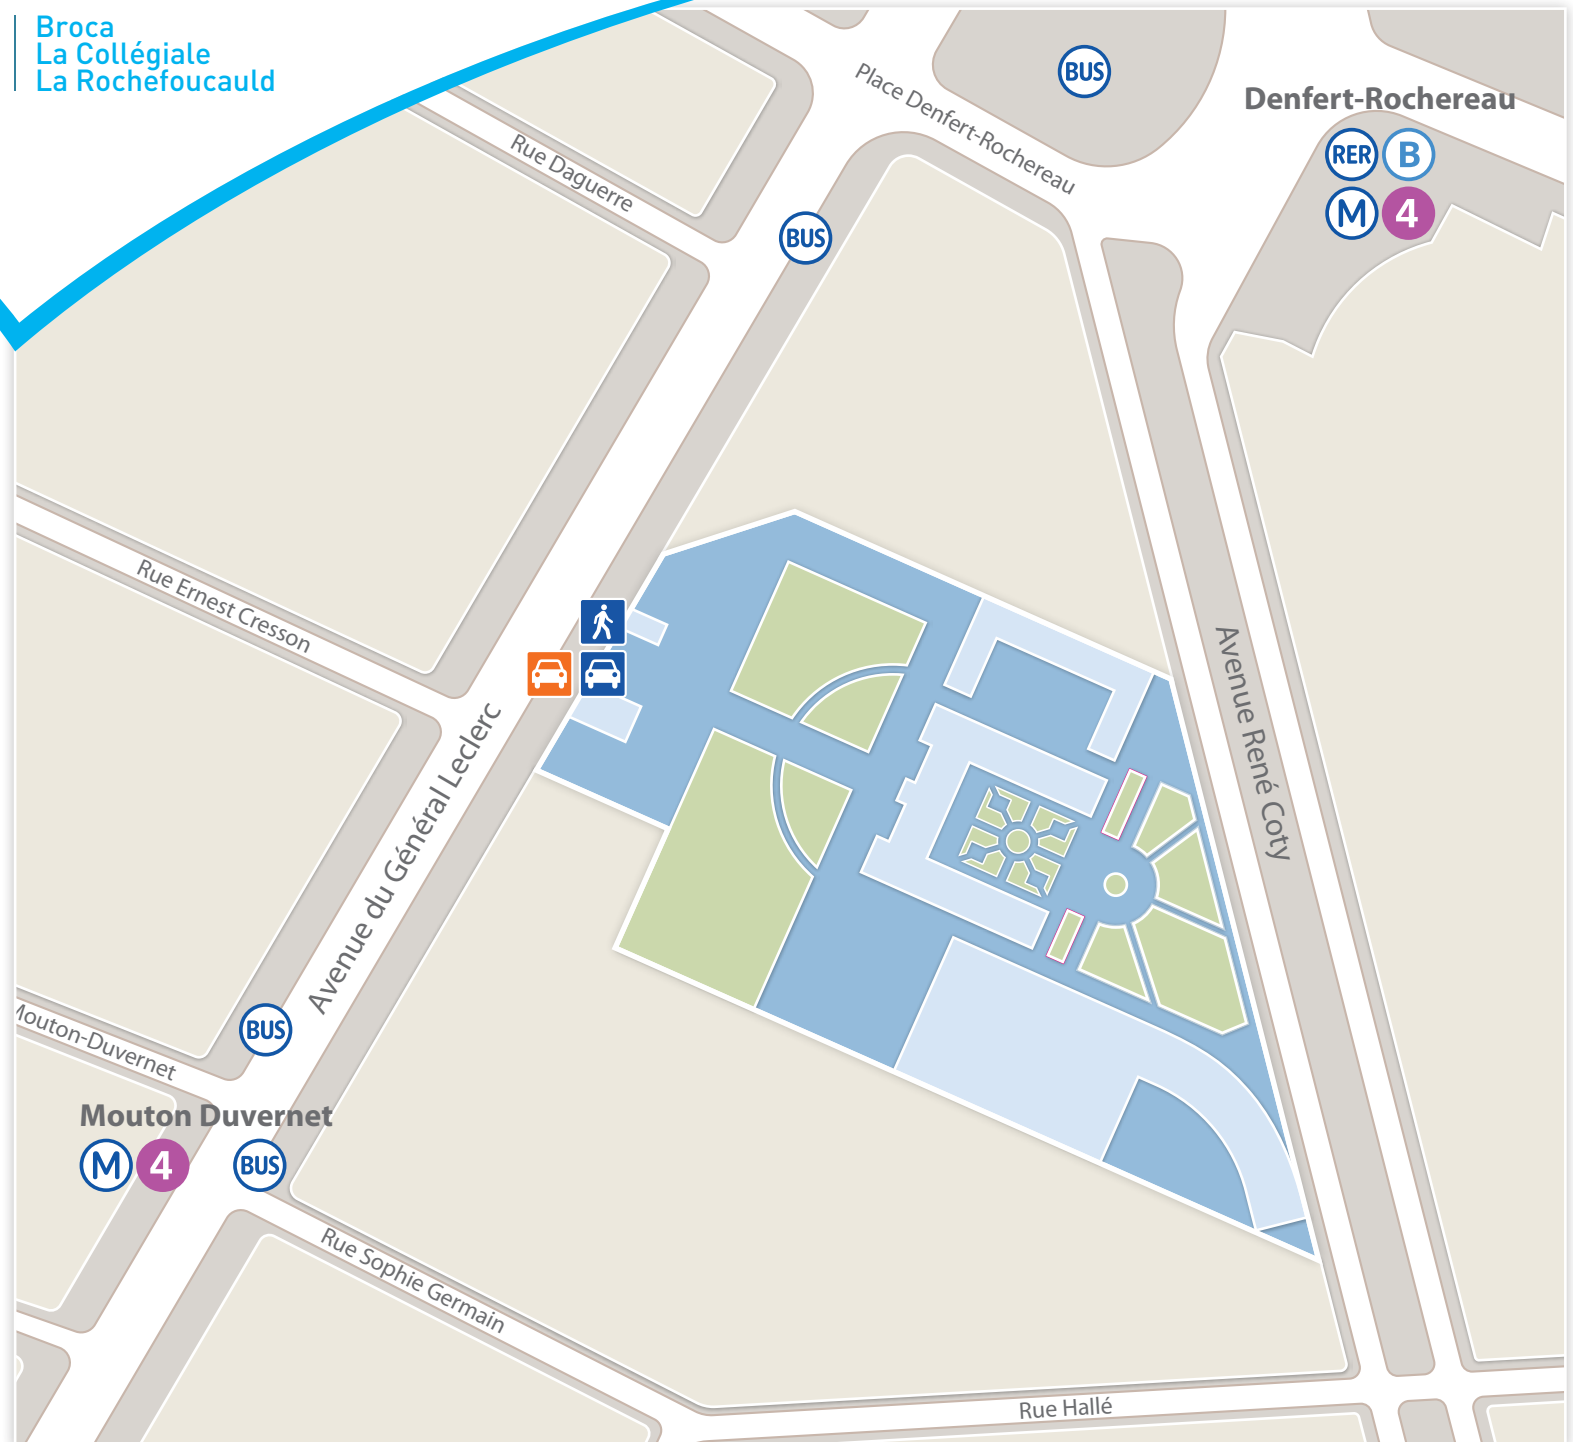 Broca
La Collégiale
La Rochefoucauld
BUS
Place Denfert-Rochereau
Denfert-Rochereau
RER B
M 4
Rue Daguerre
BUS
Rue Ernest Cresson
Avenue René Coty
Avenue du Général Leclerc
BUS
Mouton-Duvernet
Mouton Duvernet
M 4 BUS
Rue Sophie Germain
Rue Hallé